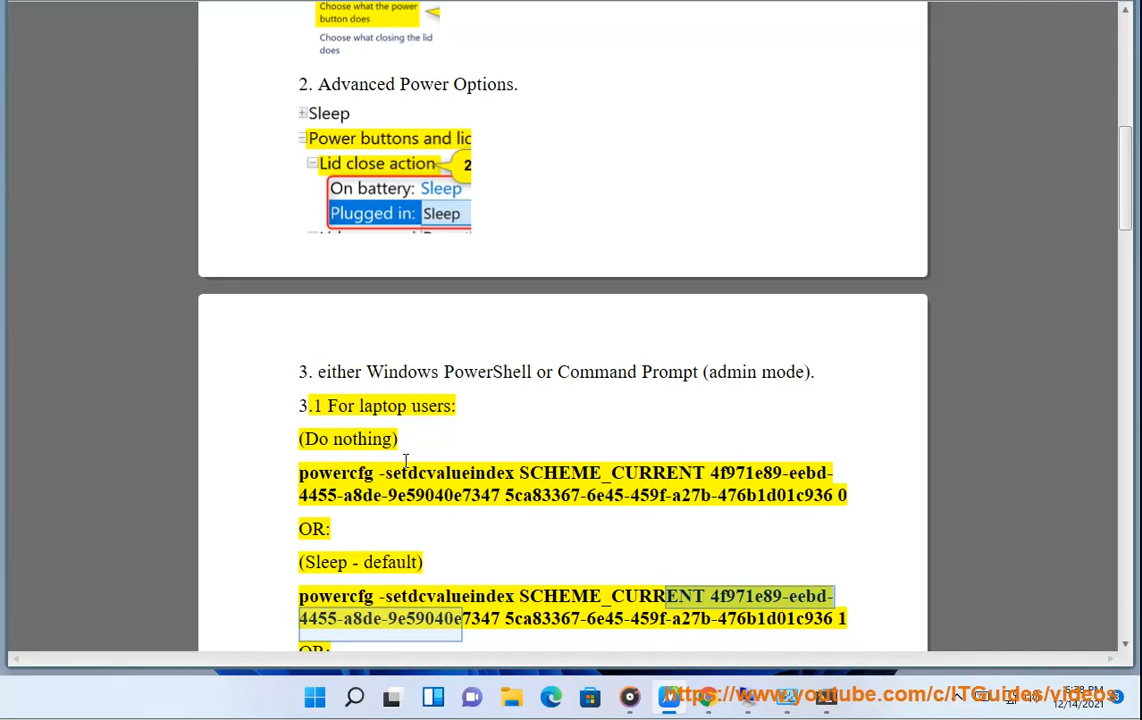 Choose what the power
button does
Choose what closing the lid
does
2. Advanced Power Options.
Sleep
Power buttons and lid
Lid close action
2
On battery: Sleep
Plugged in: Sleep
3. either Windows PowerShell or Command Prompt (admin mode).
3.1 For laptop users:
(Do nothing)
powercfg -setdcvalueindex SCHEME_CURRENT 4f971e89-eebd-
4455-a8de-9e59040e7347 5ca83367-6e45-459f-a27b-476b1d01c936 0
OR:
(Sleep - default)
powercfg -setdcvalueindex SCHEME_CURRENT 4f971e89-eebd-
4455-a8de-9e59040e7347 5ca83367-6e45-459f-a27b-476b1d01c936 1
OR:
Https://www.youtube.com/c/ITGuides/videos
12/14/2021